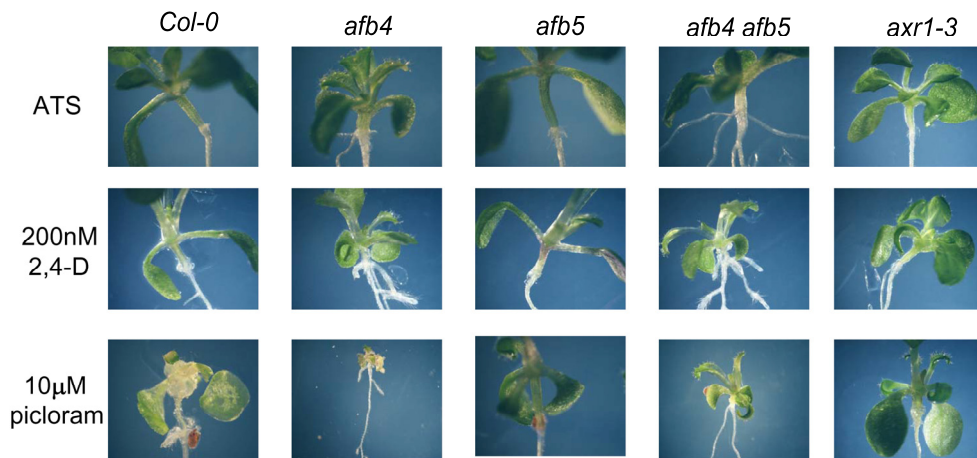 Col-0 afb4 afb5 afb4 afb5 axr1-3
ATS
200nM
2,4-D
10μM
picloram